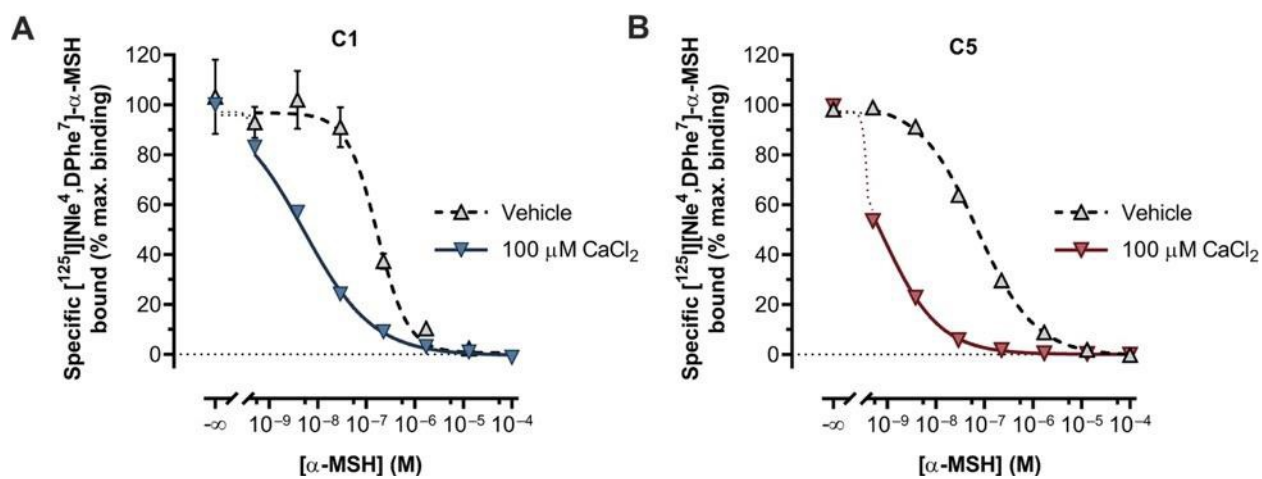 A
C1
Specific [¹²⁵I][Nle⁴,DPhe⁷]-α-MSH
bound (% max. binding)
120
100
80
60
40
20
0
Vehicle
100 μM CaCl₂
-∞ 10⁻⁹ 10⁻⁸ 10⁻⁷ 10⁻⁶ 10⁻⁵ 10⁻⁴
[α-MSH] (M)
B
C5
Specific [¹²⁵I][Nle⁴,DPhe⁷]-α-MSH
bound (% max. binding)
120
100
80
60
40
20
0
Vehicle
100 μM CaCl₂
-∞ 10⁻⁹ 10⁻⁸ 10⁻⁷ 10⁻⁶ 10⁻⁵ 10⁻⁴
[α-MSH] (M)